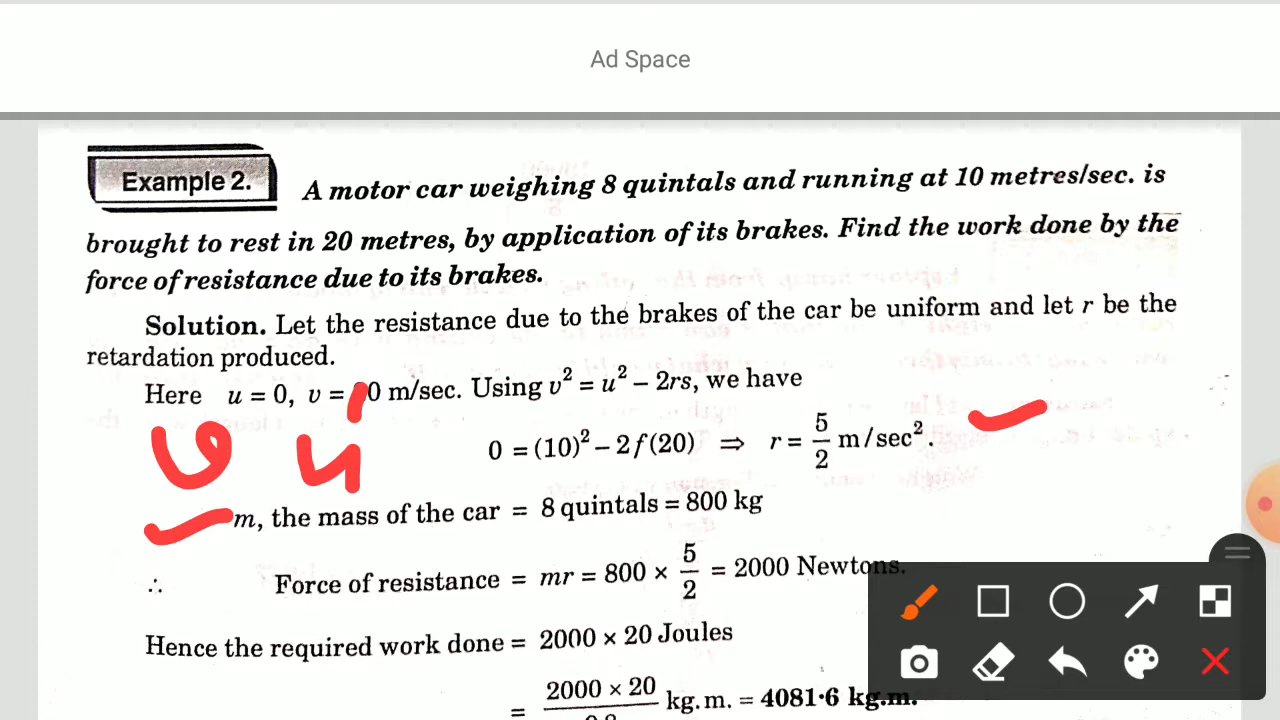 Ad Space
Example 2. A motor car weighing 8 quintals and running at 10 metres/sec. is
brought to rest in 20 metres, by application of its brakes. Find the work done by the
force of resistance due to its brakes.
Solution. Let the resistance due to the brakes of the car be uniform and let r be the
retardation produced.
Here u = 0, v = 10 m/sec. Using v² = u² – 2rs, we have
0 = (10)² – 2f(20) ⇒ r = 5/2 m/sec².
v u
m, the mass of the car = 8 quintals = 800 kg
∴ Force of resistance = mr = 800 × 5/2 = 2000 Newtons.
Hence the required work done = 2000 × 20 Joules
= 2000 × 20 kg.m. = 4081·6 kg.m.